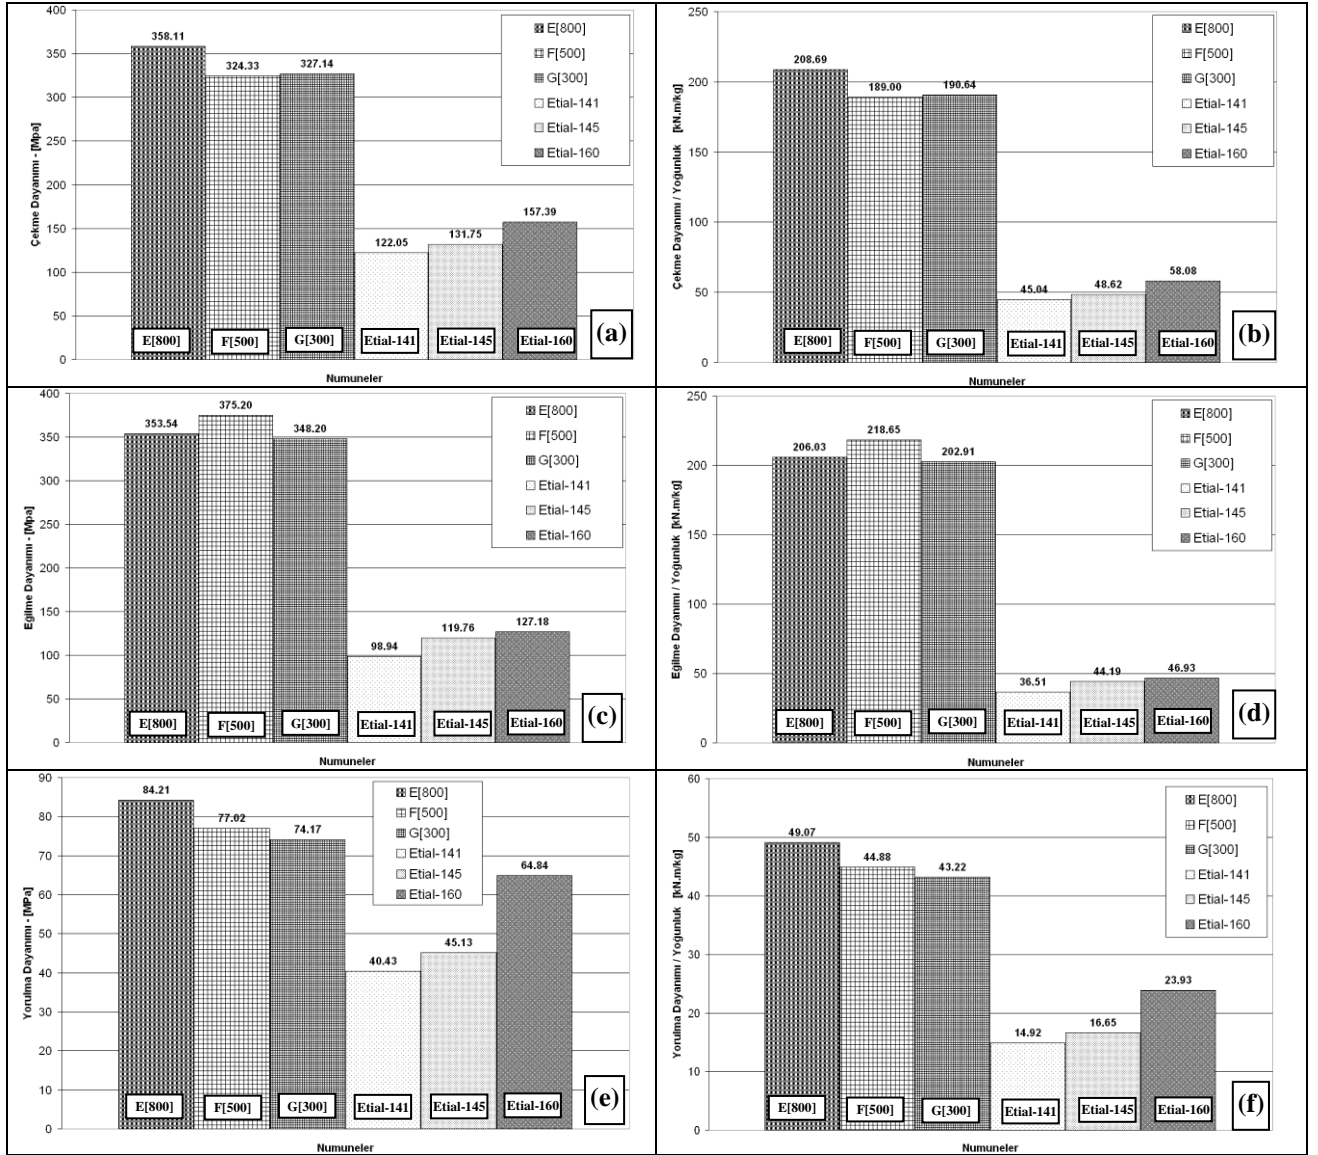 400
350
300
250
200
150
100
50
0
Çekme Dayanımı - [Mpa]
358.11
324.33
327.14
122.05
131.75
157.39
E[800]
F[500]
G[300]
Etial-141
Etial-145
Etial-160
E[800]
F[500]
G[300]
Etial-141
Etial-145
Etial-160
(a)
Numuneler
250
200
150
100
50
0
Çekme Dayanımı / Yoğunluk [kN.m/kg]
208.69
189.00
190.64
45.04
48.62
58.08
E[800]
F[500]
G[300]
Etial-141
Etial-145
Etial-160
E[800]
F[500]
G[300]
Etial-141
Etial-145
Etial-160
(b)
Numuneler
400
350
300
250
200
150
100
50
0
Eğilme Dayanımı - [Mpa]
353.54
375.20
348.20
98.94
119.76
127.18
E[800]
F[500]
G[300]
Etial-141
Etial-145
Etial-160
E[800]
F[500]
G[300]
Etial-141
Etial-145
Etial-160
(c)
Numuneler
250
200
150
100
50
0
Eğilme Dayanımı / Yoğunluk [kN.m/kg]
206.03
218.65
202.91
36.51
44.19
46.93
E[800]
F[500]
G[300]
Etial-141
Etial-145
Etial-160
E[800]
F[500]
G[300]
Etial-141
Etial-145
Etial-160
(d)
Numuneler
90
80
70
60
50
40
30
20
10
0
Yorulma Dayanımı - [MPa]
84.21
77.02
74.17
40.43
45.13
64.84
E[800]
F[500]
G[300]
Etial-141
Etial-145
Etial-160
E[800]
F[500]
G[300]
Etial-141
Etial-145
Etial-160
(e)
Numuneler
60
50
40
30
20
10
0
Yorulma Dayanımı / Yoğunluk [kN.m/kg]
49.07
44.88
43.22
14.92
16.65
23.93
E[800]
F[500]
G[300]
Etial-141
Etial-145
Etial-160
E[800]
F[500]
G[300]
Etial-141
Etial-145
Etial-160
(f)
Numuneler